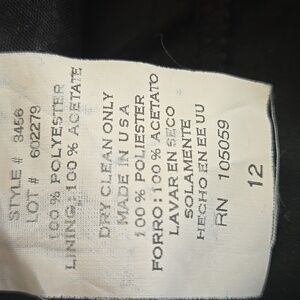 STYLE # 3456
LOT # 602279
100 % POLYESTER
LINING: 100 % ACETATE
DRY CLEAN ONLY
MADE IN U S A
100 % POLIESTER
FORRO: 100 % ACETATO
LAVAR EN SECO
SOLAMENTE
HECHO EN EE UU
RN 105059
12